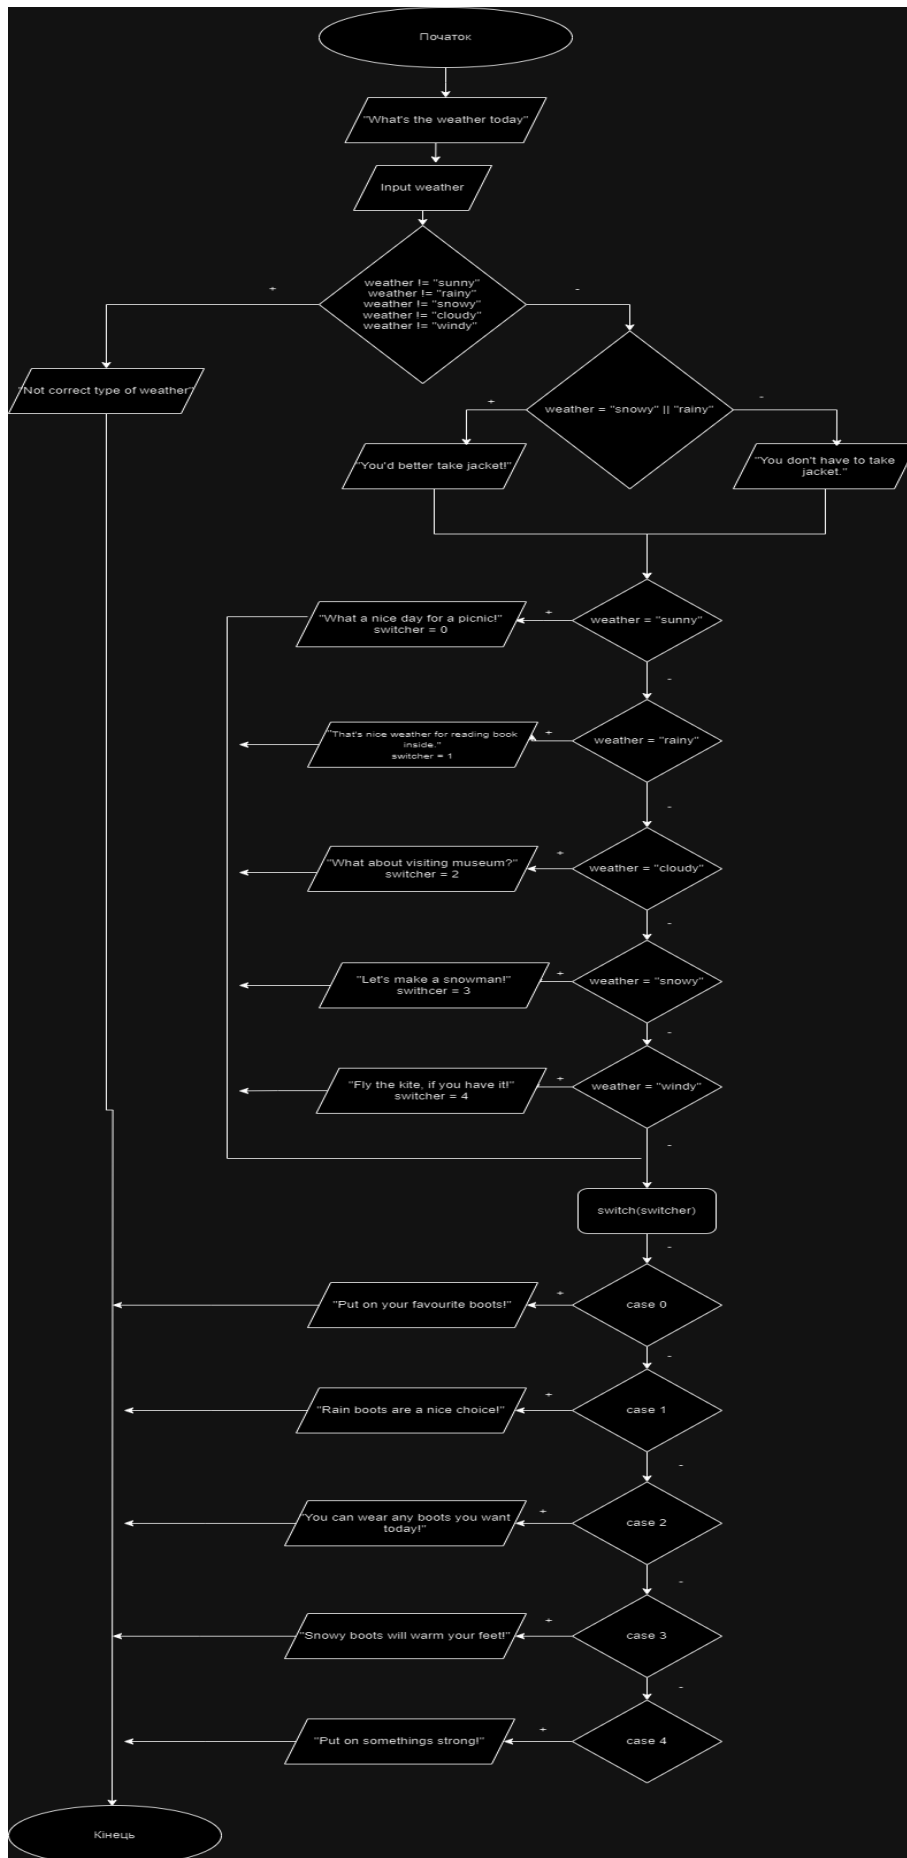 Початок
"What's the weather today"
Input weather
weather != "sunny"
weather != "rainy"
weather != "snowy"
weather != "cloudy"
weather != "windy"
+
-
"Not correct type of weather"
weather = "snowy" || "rainy"
+
-
"You'd better take jacket!"
"You don't have to take
jacket."
weather = "sunny"
+
"What a nice day for a picnic!"
switcher = 0
-
weather = "rainy"
+
"That's nice weather for reading book
inside."
switcher = 1
-
weather = "cloudy"
+
"What about visiting museum?"
switcher = 2
-
weather = "snowy"
+
"Let's make a snowman!"
swithcer = 3
-
weather = "windy"
+
"Fly the kite, if you have it!"
switcher = 4
-
switch(switcher)
-
case 0
+
"Put on your favourite boots!"
-
case 1
+
"Rain boots are a nice choice!"
-
case 2
+
"You can wear any boots you want
today!"
-
case 3
+
"Snowy boots will warm your feet!"
-
case 4
+
"Put on somethings strong!"
Кінець